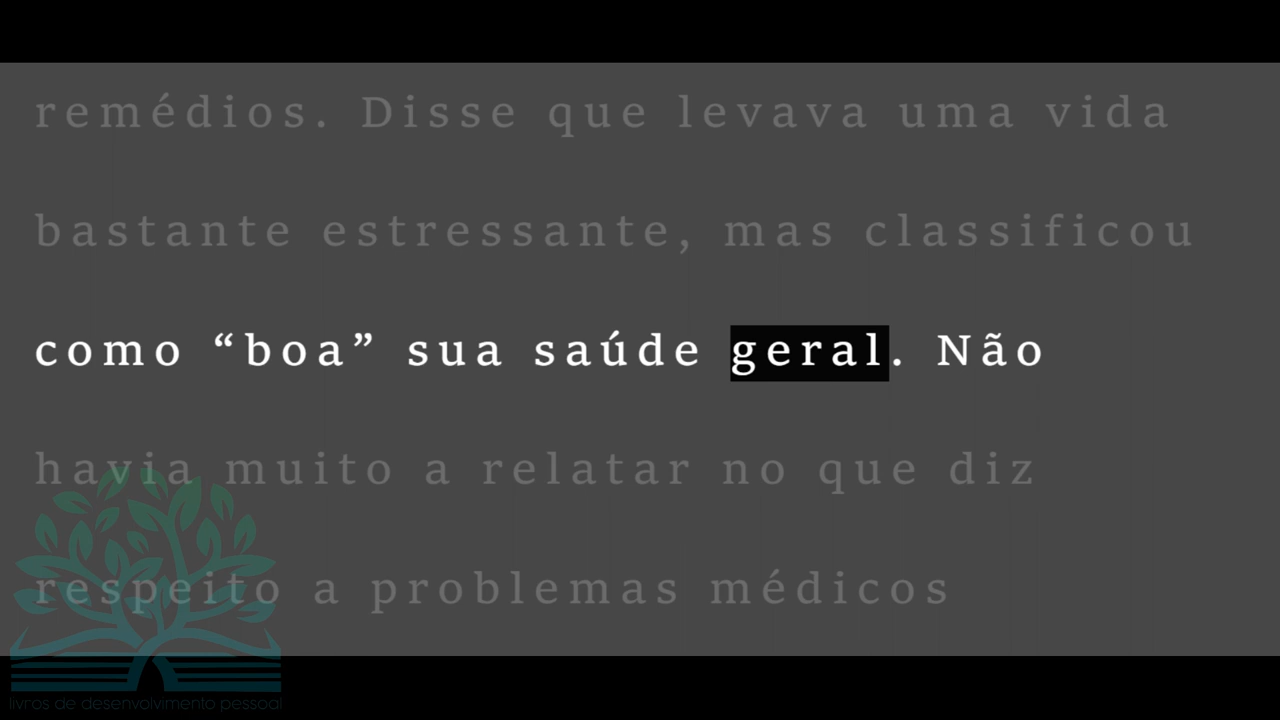 remédios. Disse que levava uma vida
bastante estressante, mas classificou
como “boa” sua saúde geral. Não
havia muito a relatar no que diz
respeito a problemas médicos
livros de desenvolvimento pessoal